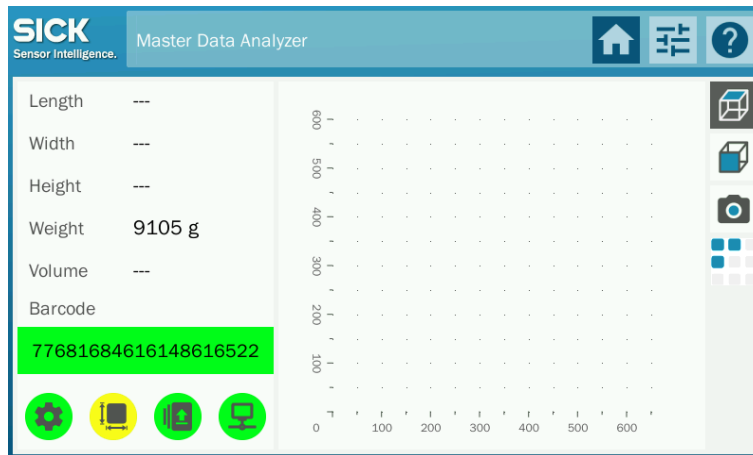 SICK
Sensor Intelligence.
Master Data Analyzer
?
Length ---
Width ---
Height ---
Weight 9105 g
Volume ---
Barcode
77681684616148616522
600
500
400
300
200
100
0 100 200 300 400 500 600